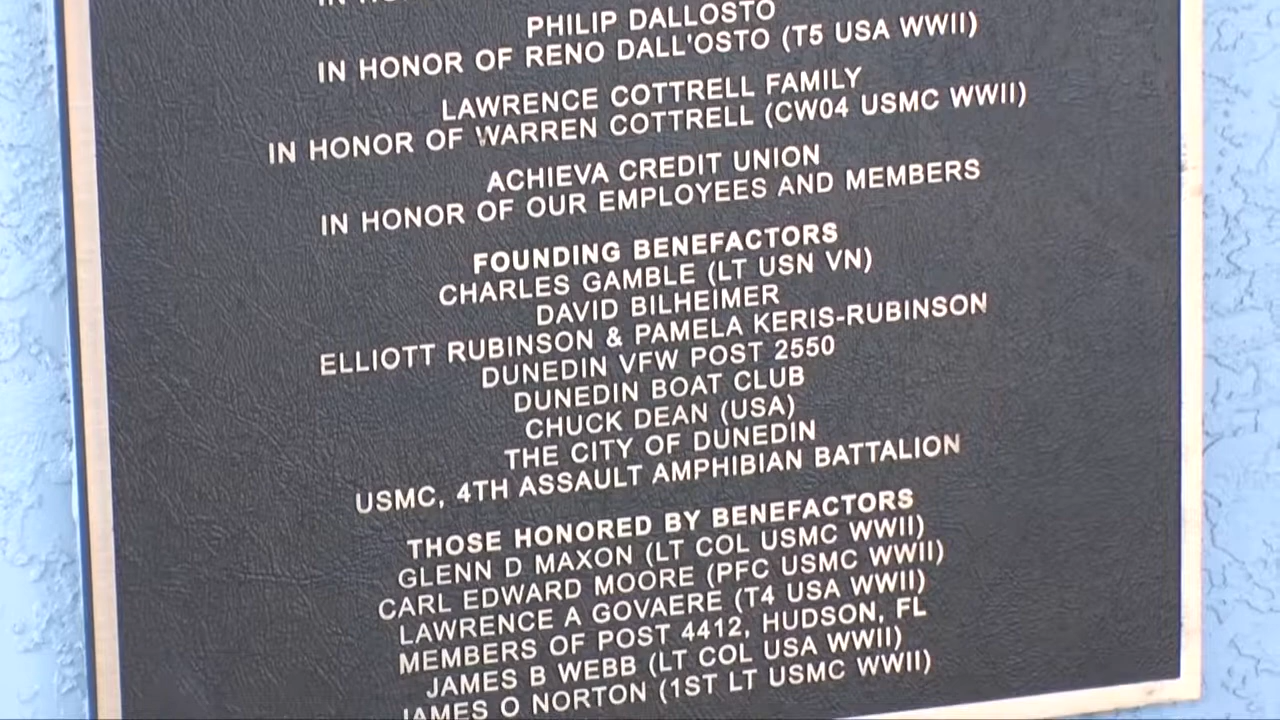 PHILIP DALLOSTO
IN HONOR OF RENO DALL'OSTO (T5 USA WWII)
LAWRENCE COTTRELL FAMILY
IN HONOR OF WARREN COTTRELL (CW04 USMC WWII)
ACHIEVA CREDIT UNION
IN HONOR OF OUR EMPLOYEES AND MEMBERS
FOUNDING BENEFACTORS
CHARLES GAMBLE (LT USN VN)
DAVID BILHEIMER
ELLIOTT RUBINSON & PAMELA KERIS-RUBINSON
DUNEDIN VFW POST 2550
DUNEDIN BOAT CLUB
CHUCK DEAN (USA)
THE CITY OF DUNEDIN
USMC, 4TH ASSAULT AMPHIBIAN BATTALION
THOSE HONORED BY BENEFACTORS
GLENN D MAXON (LT COL USMC WWII)
CARL EDWARD MOORE (PFC USMC WWII)
LAWRENCE A GOVAERE (T4 USA WWII)
MEMBERS OF POST 4412, HUDSON, FL
JAMES B WEBB (LT COL USA WWII)
JAMES O NORTON (1ST LT USMC WWII)